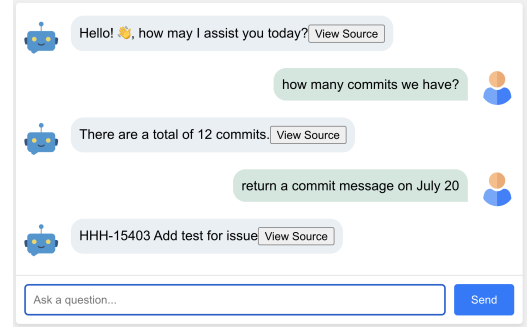 Hello! 👋, how may I assist you today? View Source
how many commits we have?
There are a total of 12 commits. View Source
return a commit message on July 20
HHH-15403 Add test for issue View Source
Ask a question...
Send